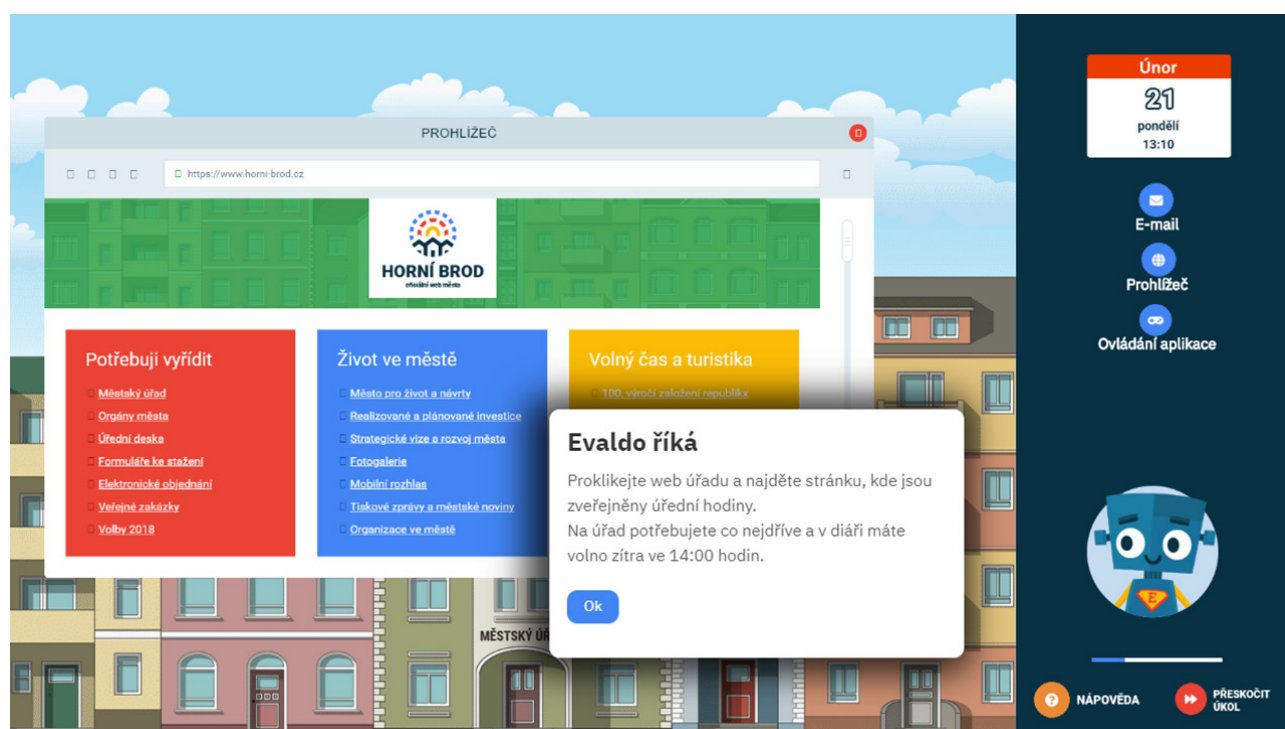 PROHLÍŽEČ
https://www.horni-brod.cz
HORNÍ BROD
oficiální web města
Potřebuji vyřídit
Městský úřad
Orgány města
Úřední deska
Formuláře ke stažení
Elektronické objednání
Veřejné zakázky
Volby 2018
Život ve městě
Město pro život a návrty
Realizované a plánované investice
Strategické vize a rozvoj města
Fotogalerie
Mobilní rozhlas
Tiskové zprávy a městské noviny
Organizace ve městě
Volný čas a turistika
100. výročí založení republikx
Evaldo říká
Proklikejte web úřadu a najděte stránku, kde jsou
zveřejněny úřední hodiny.
Na úřad potřebujete co nejdříve a v diáři máte
volno zítra ve 14:00 hodin.
Ok
MĚSTSKÝ
Únor
21
pondělí
13:10
E-mail
Prohlížeč
Ovládání aplikace
E
NÁPOVĚDA
PŘESKOČIT
ÚKOL